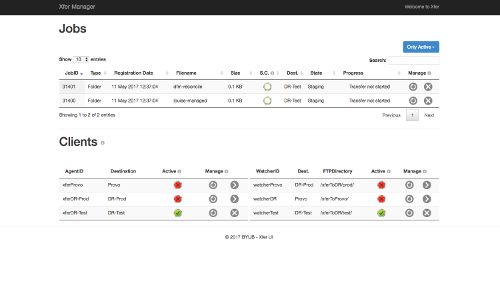 Xfer Manager Welcome to Xfer
Jobs
Only Active
Show 10 entries Search:
JobID Type Registration Date Filename Size S.C. Dest. State Progress Manage
31401 Folder 11 May 2017 12:37:04 dfm-reconcile 0.1 KB DR-Test Staging Transfer not started
31400 Folder 11 May 2017 12:37:04 louise-managed 0.1 KB DR-Test Staging Transfer not started
Showing 1 to 2 of 2 entries Previous 1 Next
Clients
AgentID Destination Active Manage WatcherID Dest. FTPDirectory Active Manage
xferProvo Provo watcherProvo DR-Prod /xferToDR/prod/
xferDR-Prod DR-Prod watcherDR Provo /xferToProvo/
xferDR-Test DR-Test watcherTest DR-Test /xferToDR/test/
© 2017 BYUB - Xfer UI